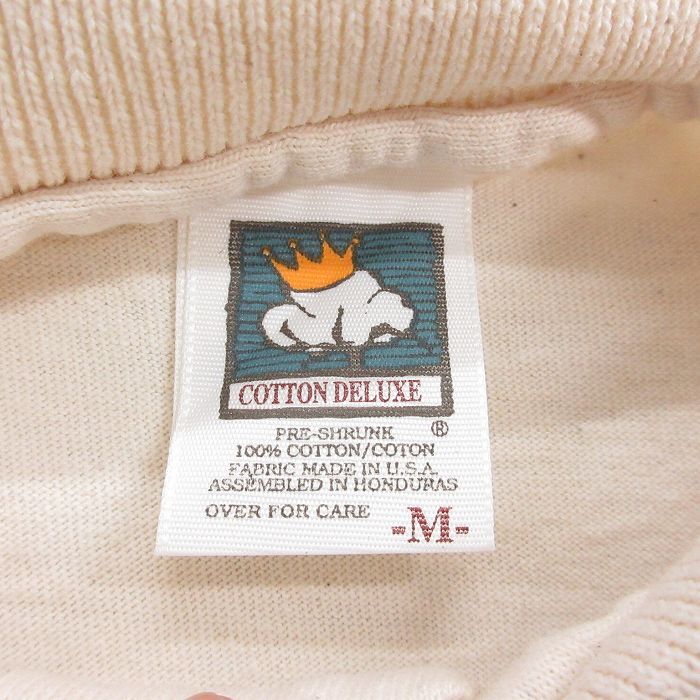 COTTON DELUXE
®
PRE-SHRUNK
100% COTTON/COTON
FABRIC MADE IN U.S.A.
ASSEMBLED IN HONDURAS
OVER FOR CARE
-M-